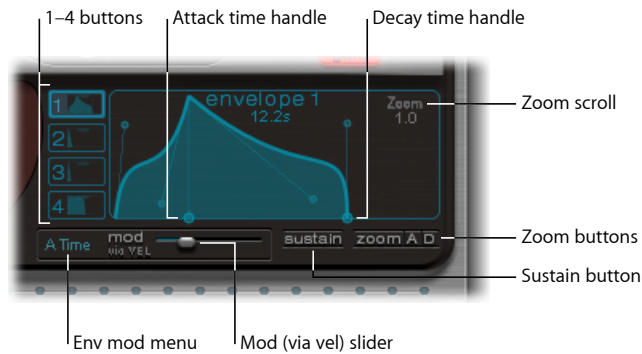 1–4 buttons
Attack time handle
Decay time handle
1
envelope 1
12.2s
Zoom
1.0
Zoom scroll
2
3
4
A Time
mod
via VEL
sustain
zoom A D
Zoom buttons
Sustain button
Env mod menu
Mod (via vel) slider